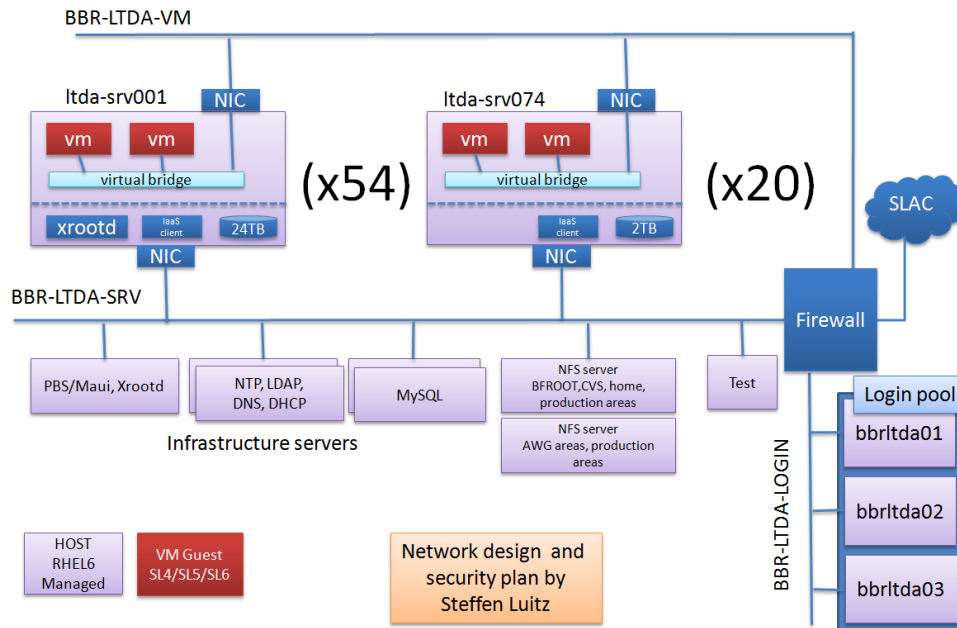 BBR-LTDA-VM
ltda-srv001
NIC
vm
vm
virtual bridge
xrootd
IaaS
client
24TB
NIC
(x54)
ltda-srv074
NIC
vm
vm
virtual bridge
IaaS
client
2TB
NIC
(x20)
SLAC
BBR-LTDA-SRV
Firewall
PBS/Maui, Xrootd
NTP, LDAP,
DNS, DHCP
MySQL
NFS server
BFROOT,CVS, home,
production areas
NFS server
AWG areas, production
areas
Test
Infrastructure servers
Login pool
bbrltda01
bbrltda02
bbrltda03
BBR-LTDA-LOGIN
HOST
RHEL6
Managed
VM Guest
SL4/SL5/SL6
Network design and
security plan by
Steffen Luitz